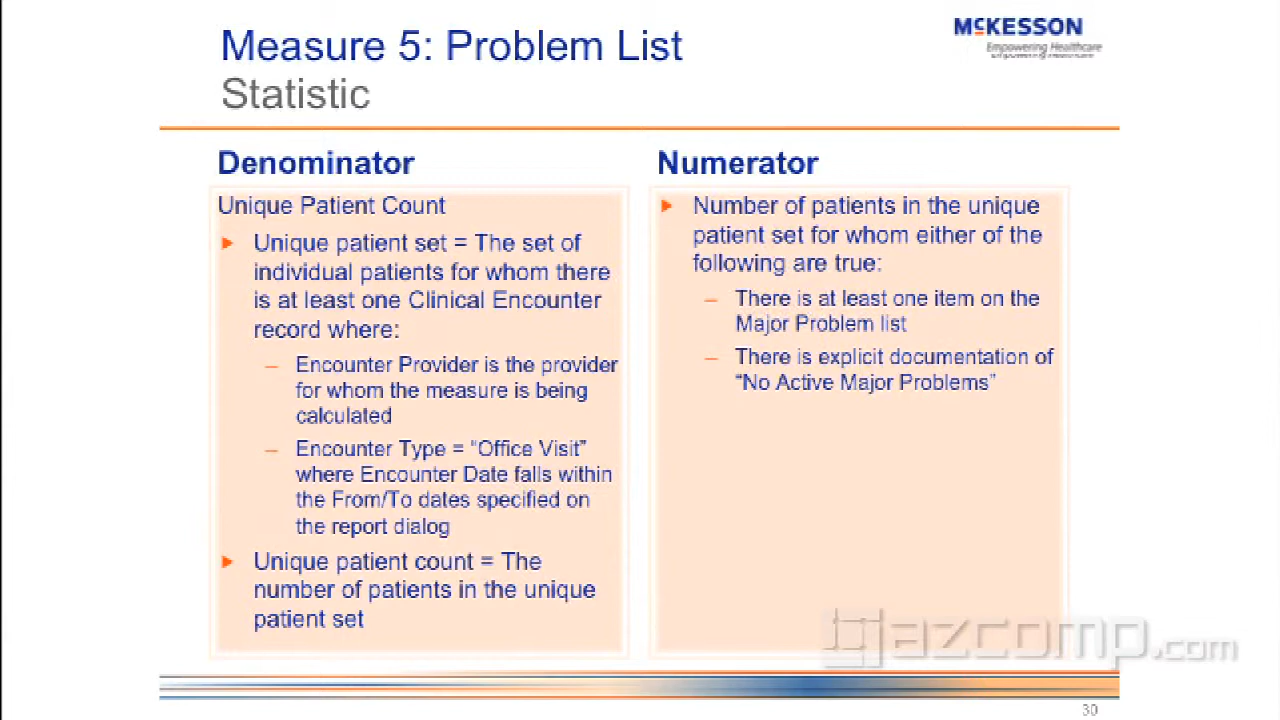 Measure 5: Problem List
Statistic
McKESSON
Empowering Healthcare
Denominator
Unique Patient Count
Unique patient set = The set of
individual patients for whom there
is at least one Clinical Encounter
record where:
– Encounter Provider is the provider
for whom the measure is being
calculated
– Encounter Type = “Office Visit”
where Encounter Date falls within
the From/To dates specified on
the report dialog
Unique patient count = The
number of patients in the unique
patient set
Numerator
Number of patients in the unique
patient set for whom either of the
following are true:
– There is at least one item on the
Major Problem list
– There is explicit documentation of
“No Active Major Problems”
azcomp.com
30